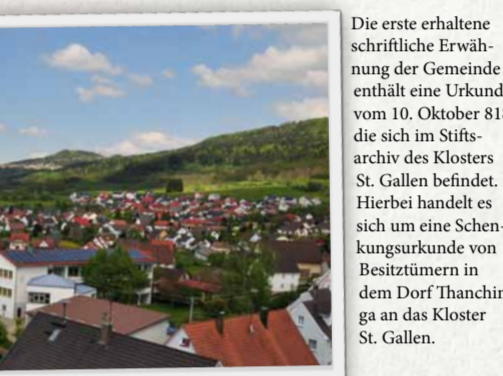 Die erste erhaltene
schriftliche Erwäh-
nung der Gemeinde
enthält eine Urkund
vom 10. Oktober 818
die sich im Stifts-
archiv des Klosters
St. Gallen befindet.
Hierbei handelt es
sich um eine Schen-
kungsurkunde von
Besitztümern in
dem Dorf Thanchin
ga an das Kloster
St. Gallen.